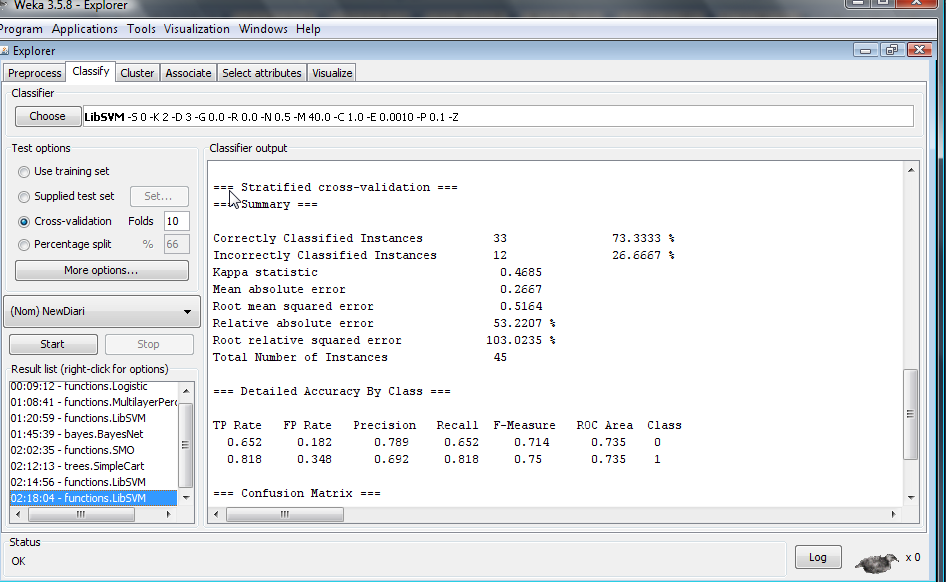 Weka 3.5.8 - Explorer
Program Applications Tools Visualization Windows Help
Explorer
Preprocess Classify Cluster Associate Select attributes Visualize
Classifier
Choose LibSVM -S 0 -K 2 -D 3 -G 0.0 -R 0.0 -N 0.5 -M 40.0 -C 1.0 -E 0.0010 -P 0.1 -Z
Test options
Use training set
Supplied test set Set...
Cross-validation Folds 10
Percentage split % 66
More options...
(Nom) NewDiari
Start Stop
Result list (right-click for options)
00:09:12 - functions.Logistic
01:08:41 - functions.MultilayerPerc
01:20:59 - functions.LibSVM
01:45:39 - bayes.BayesNet
02:02:35 - functions.SMO
02:12:13 - trees.SimpleCart
02:14:56 - functions.LibSVM
02:18:04 - functions.LibSVM
Classifier output
=== Stratified cross-validation ===
=== Summary ===
Correctly Classified Instances 33 73.3333 %
Incorrectly Classified Instances 12 26.6667 %
Kappa statistic 0.4685
Mean absolute error 0.2667
Root mean squared error 0.5164
Relative absolute error 53.2207 %
Root relative squared error 103.0235 %
Total Number of Instances 45
=== Detailed Accuracy By Class ===
TP Rate FP Rate Precision Recall F-Measure ROC Area Class
0.652 0.182 0.789 0.652 0.714 0.735 0
0.818 0.348 0.692 0.818 0.75 0.735 1
=== Confusion Matrix ===
Status
OK
Log x 0